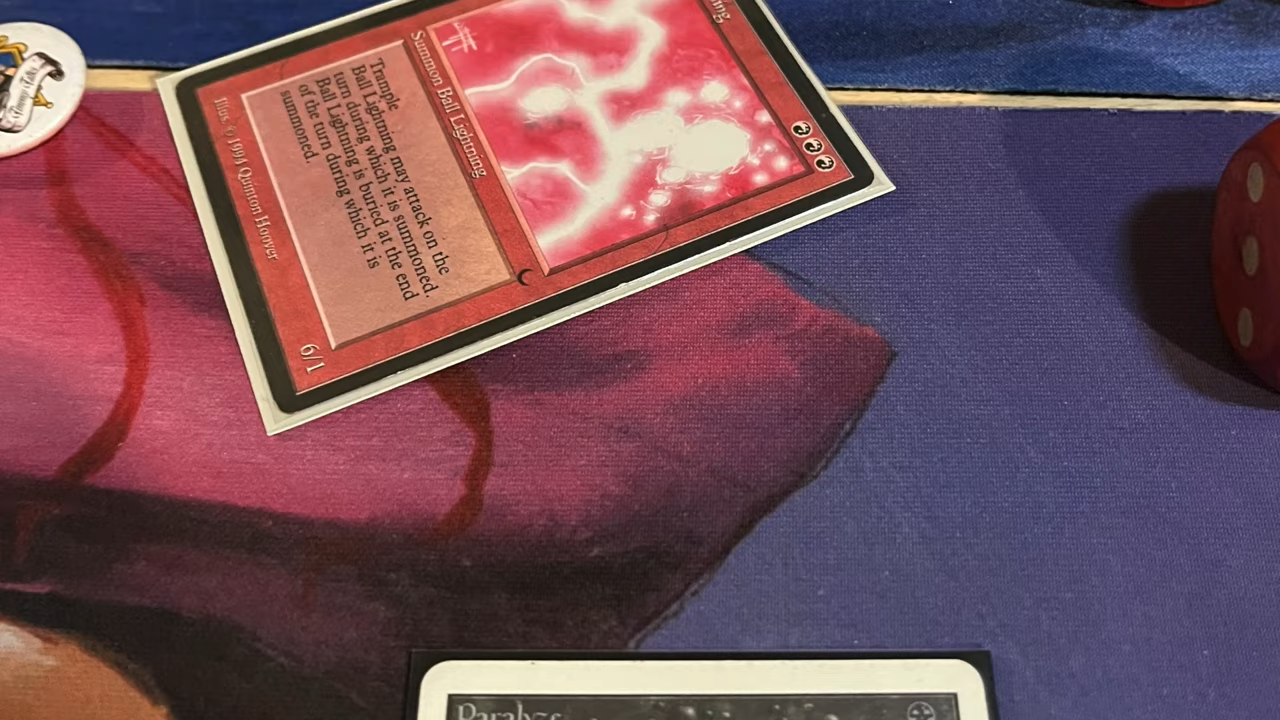 Summon Ball Lightning
Trample
Ball Lightning may attack on the
turn during which it is summoned.
Ball Lightning is buried at the end
of the turn during which it is
summoned.
Illus. © 1994 Quinton Hoover
6/1